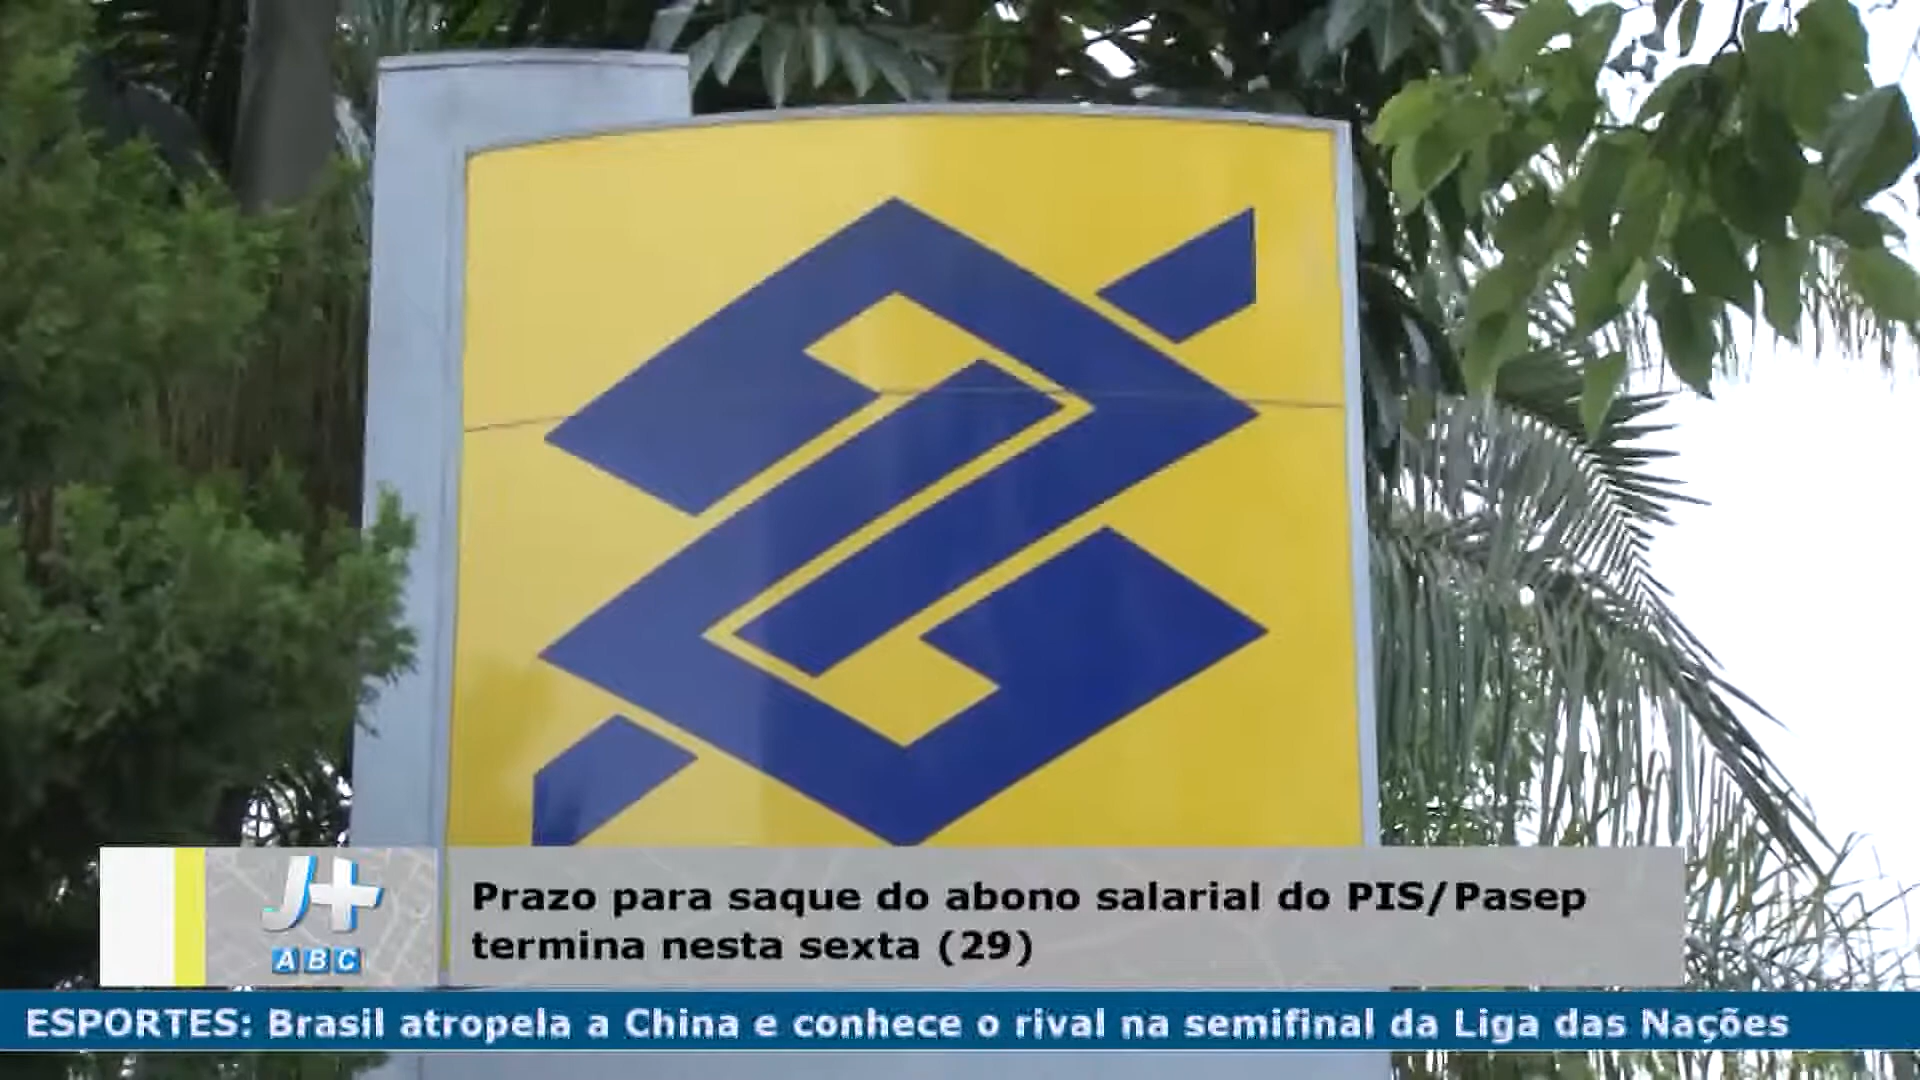 J+
ABC
Prazo para saque do abono salarial do PIS/Pasep
termina nesta sexta (29)
ESPORTES: Brasil atropela a China e conhece o rival na semifinal da Liga das Nações